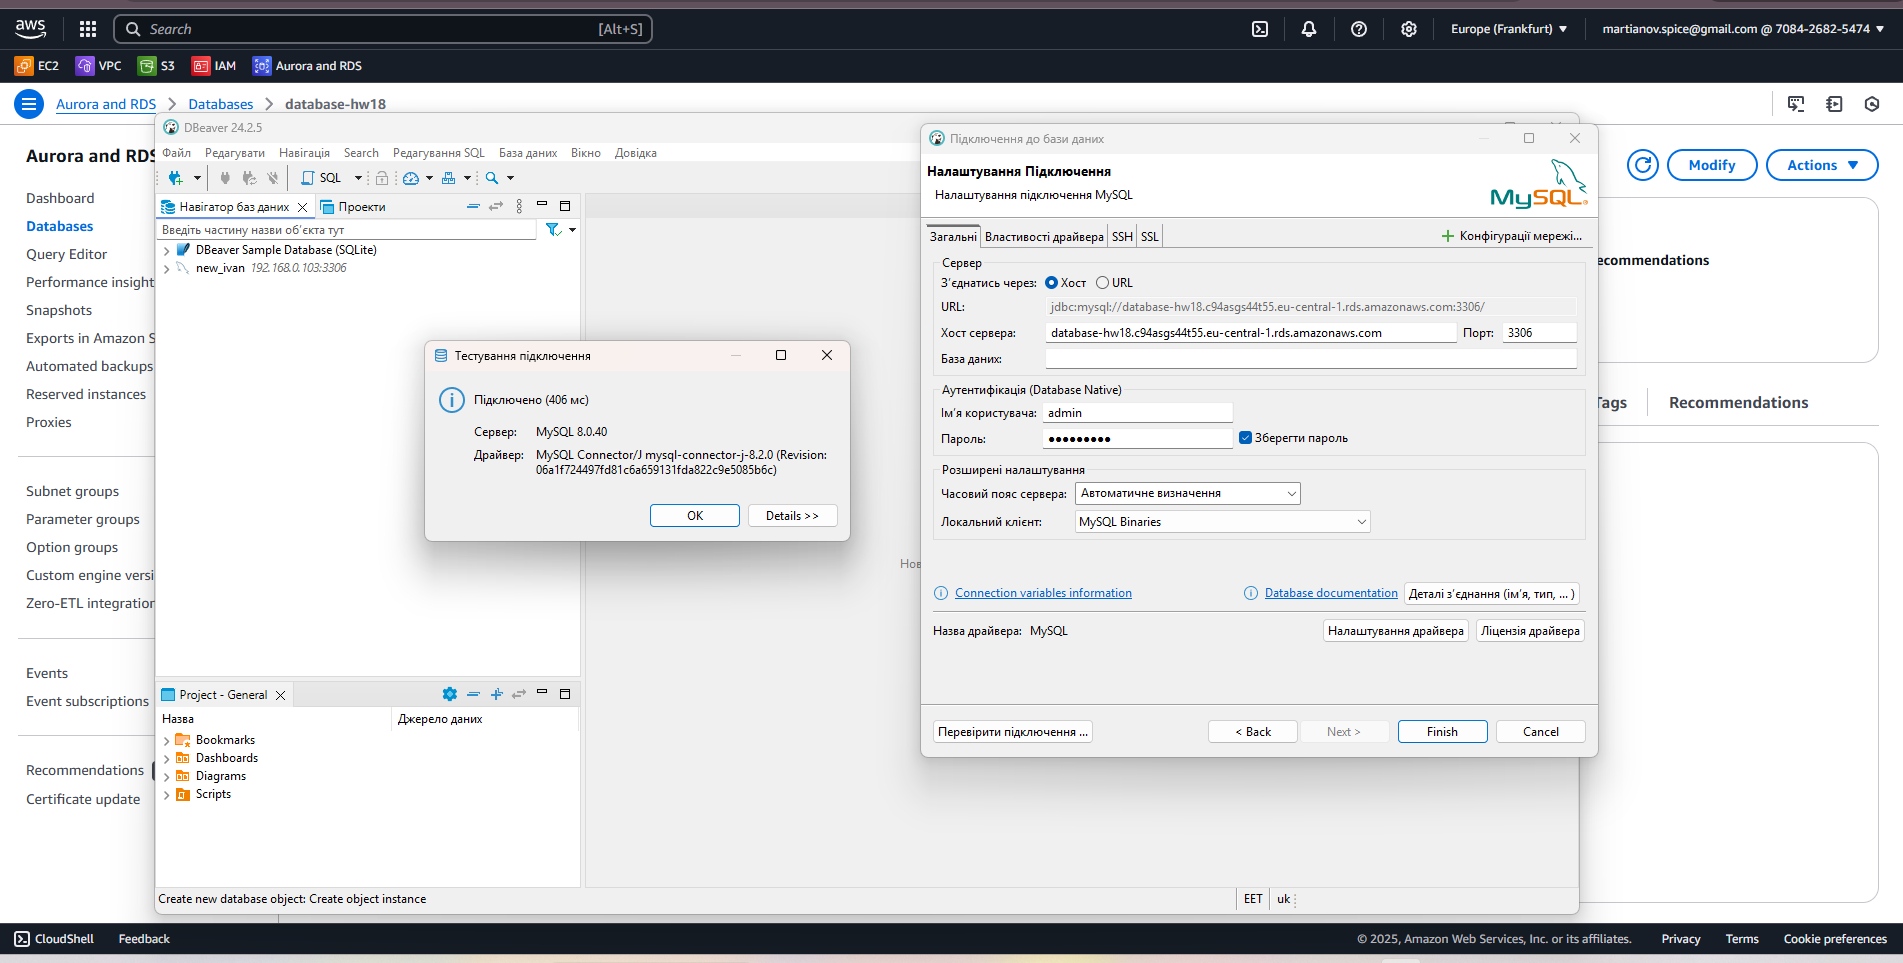 aws
Search [Alt+S]
Europe (Frankfurt) martianov.spice@gmail.com @ 7084-2682-5474
EC2 VPC S3 IAM Aurora and RDS
Aurora and RDS Databases database-hw18
Aurora and RDS
Dashboard
Databases
Query Editor
Performance insight
Snapshots
Exports in Amazon S
Automated backups
Reserved instances
Proxies
Subnet groups
Parameter groups
Option groups
Custom engine versi
Zero-ETL integration
Events
Event subscriptions
Recommendations
Certificate update
Modify Actions
ecommendations
Tags Recommendations
DBeaver 24.2.5
Файл Редагувати Навігація Search Редагування SQL База даних Вікно Довідка
SQL
Навігатор баз даних Проекти
Введіть частину назви об'єкта тут
DBeaver Sample Database (SQLite)
new_ivan 192.168.0.103:3306
Нов
Project - General
Назва Джерело даних
Bookmarks
Dashboards
Diagrams
Scripts
Create new database object: Create object instance
EET uk
Тестування підключення
Підключено (406 мс)
Сервер: MySQL 8.0.40
Драйвер: MySQL Connector/J mysql-connector-j-8.2.0 (Revision:
06a1f724497fd81c6a659131fda822c9e5085b6c)
OK Details >>
Підключення до бази даних
Налаштування Підключення
Налаштування підключення MySQL
MySQL
Загальні Властивості драйвера SSH SSL Конфігурації мережі...
Сервер
З'єднатись через: Хост URL
URL: jdbc:mysql://database-hw18.c94asgs44t55.eu-central-1.rds.amazonaws.com:3306/
Хост сервера: database-hw18.c94asgs44t55.eu-central-1.rds.amazonaws.com Порт: 3306
База даних:
Аутентифікація (Database Native)
Ім'я користувача: admin
Пароль: ●●●●●●●●● Зберегти пароль
Розширені налаштування
Часовий пояс сервера: Автоматичне визначення
Локальний клієнт: MySQL Binaries
Connection variables information Database documentation Деталі з'єднання (ім'я, тип, ... )
Назва драйвера: MySQL Налаштування драйвера Ліцензія драйвера
Перевірити підключення ... < Back Next > Finish Cancel
CloudShell Feedback © 2025, Amazon Web Services, Inc. or its affiliates. Privacy Terms Cookie preferences